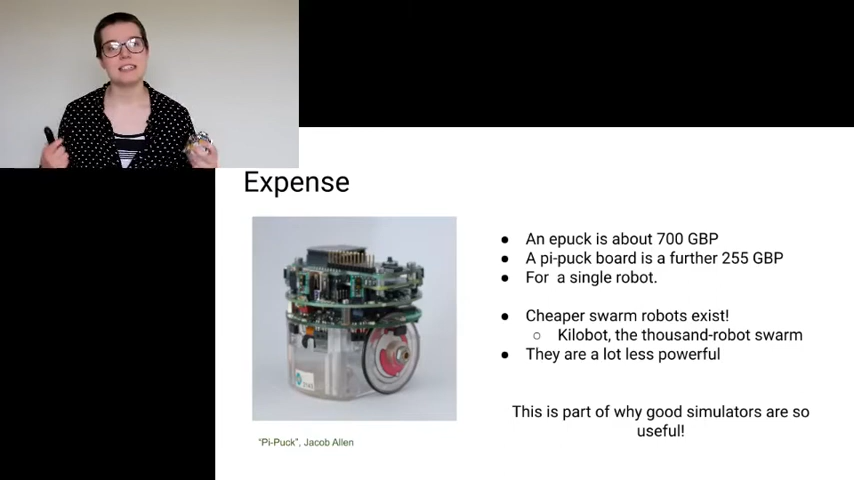 Expense
● An epuck is about 700 GBP
● A pi-puck board is a further 255 GBP
● For a single robot.
● Cheaper swarm robots exist!
○ Kilobot, the thousand-robot swarm
● They are a lot less powerful
This is part of why good simulators are so
useful!
"Pi-Puck", Jacob Allen